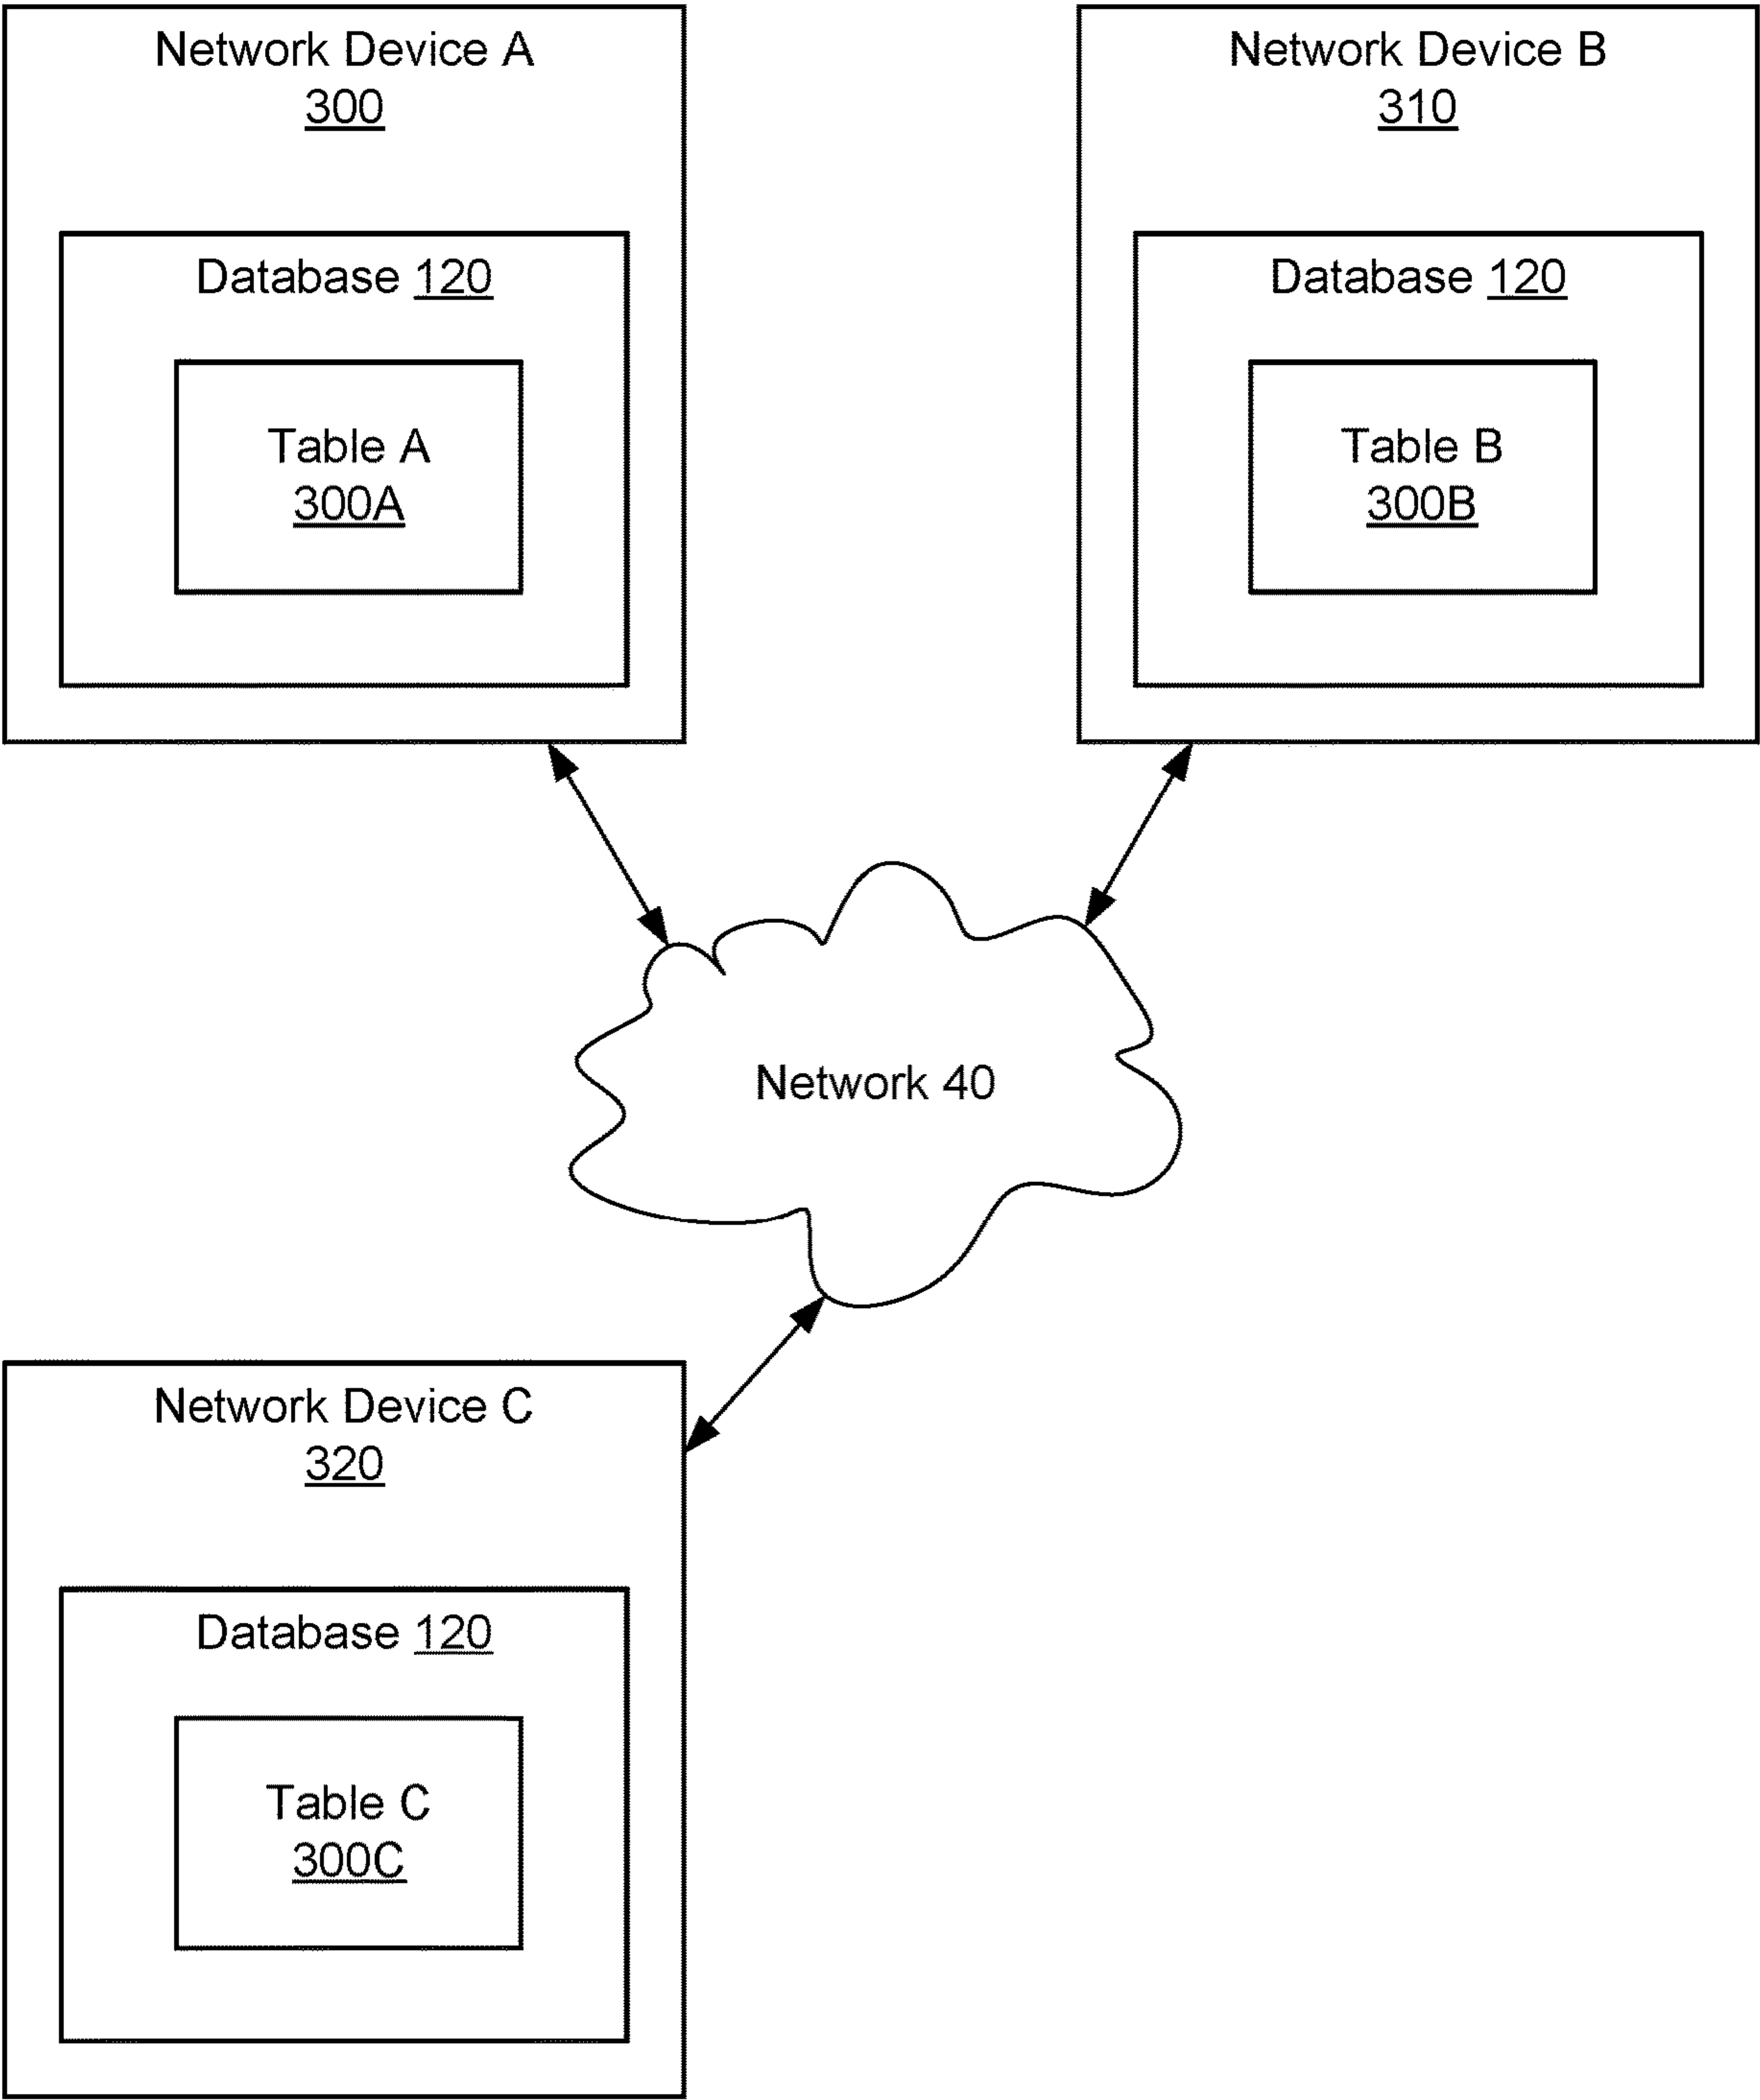 Network Device A
300
Database 120
Table A
300A
Network Device B
310
Database 120
Table B
300B
Network 40
Network Device C
320
Database 120
Table C
300C